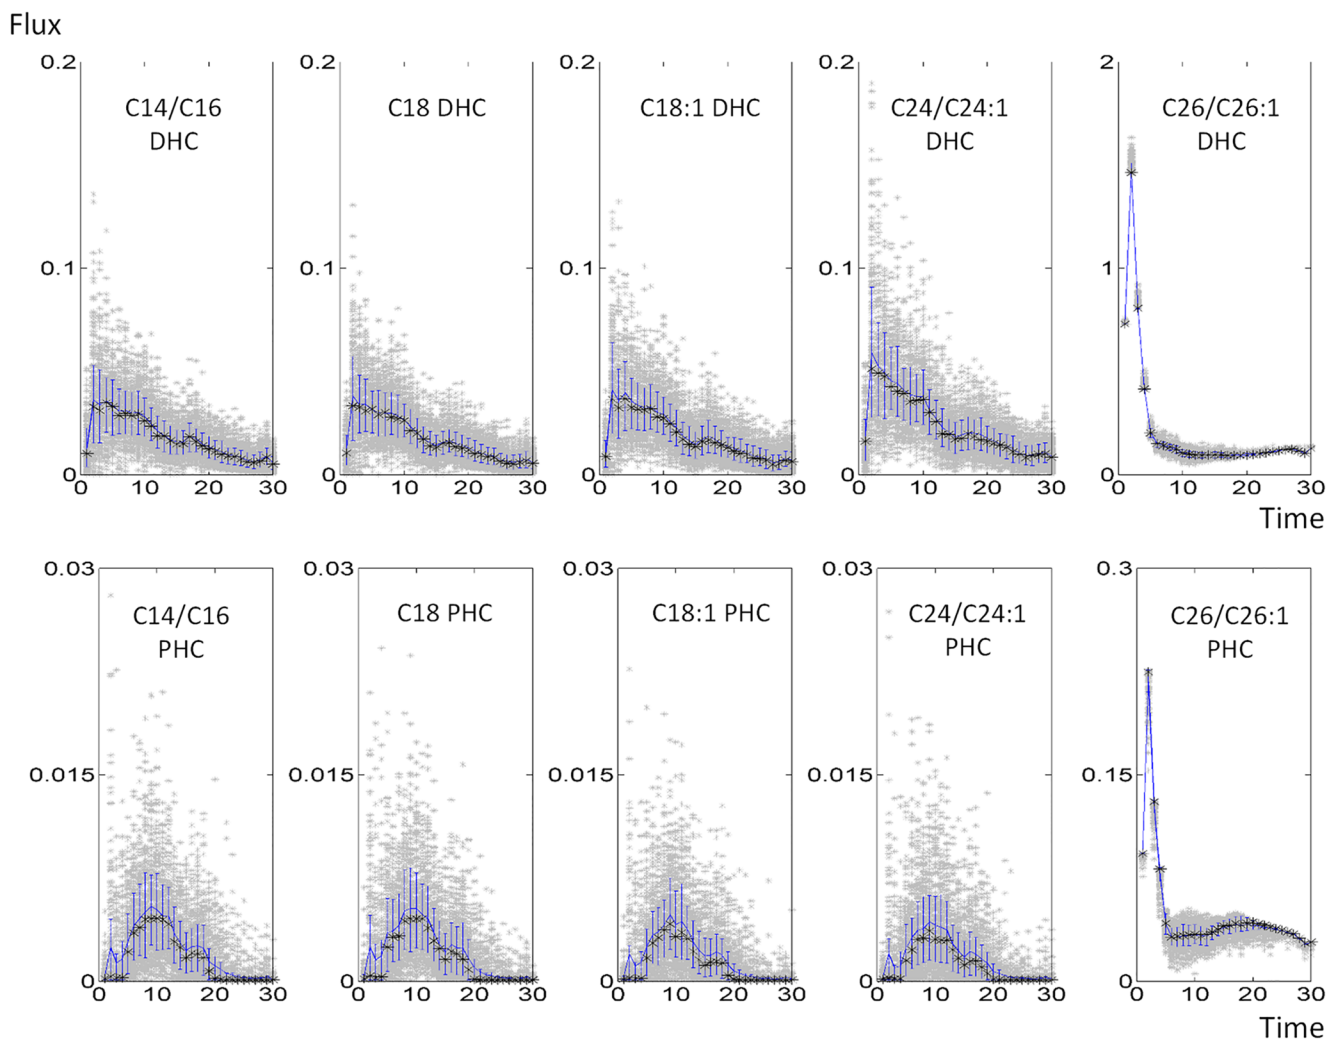 Flux
0.2 0.2 0.2 0.2 2
C14/C16 C18 DHC C18:1 DHC C24/C24:1 C26/C26:1
DHC DHC DHC
0.1 0.1 0.1 0.1 1
0 0 0 0 0
0 10 20 30 0 10 20 30 0 10 20 30 0 10 20 30 0 10 20 30
Time
0.03 0.03 0.03 0.03 0.3
C14/C16 C18 PHC C18:1 PHC C24/C24:1 C26/C26:1
PHC PHC PHC
0.015 0.015 0.015 0.015 0.15
0 0 0 0 0
0 10 20 30 0 10 20 30 0 10 20 30 0 10 20 30 0 10 20 30
Time